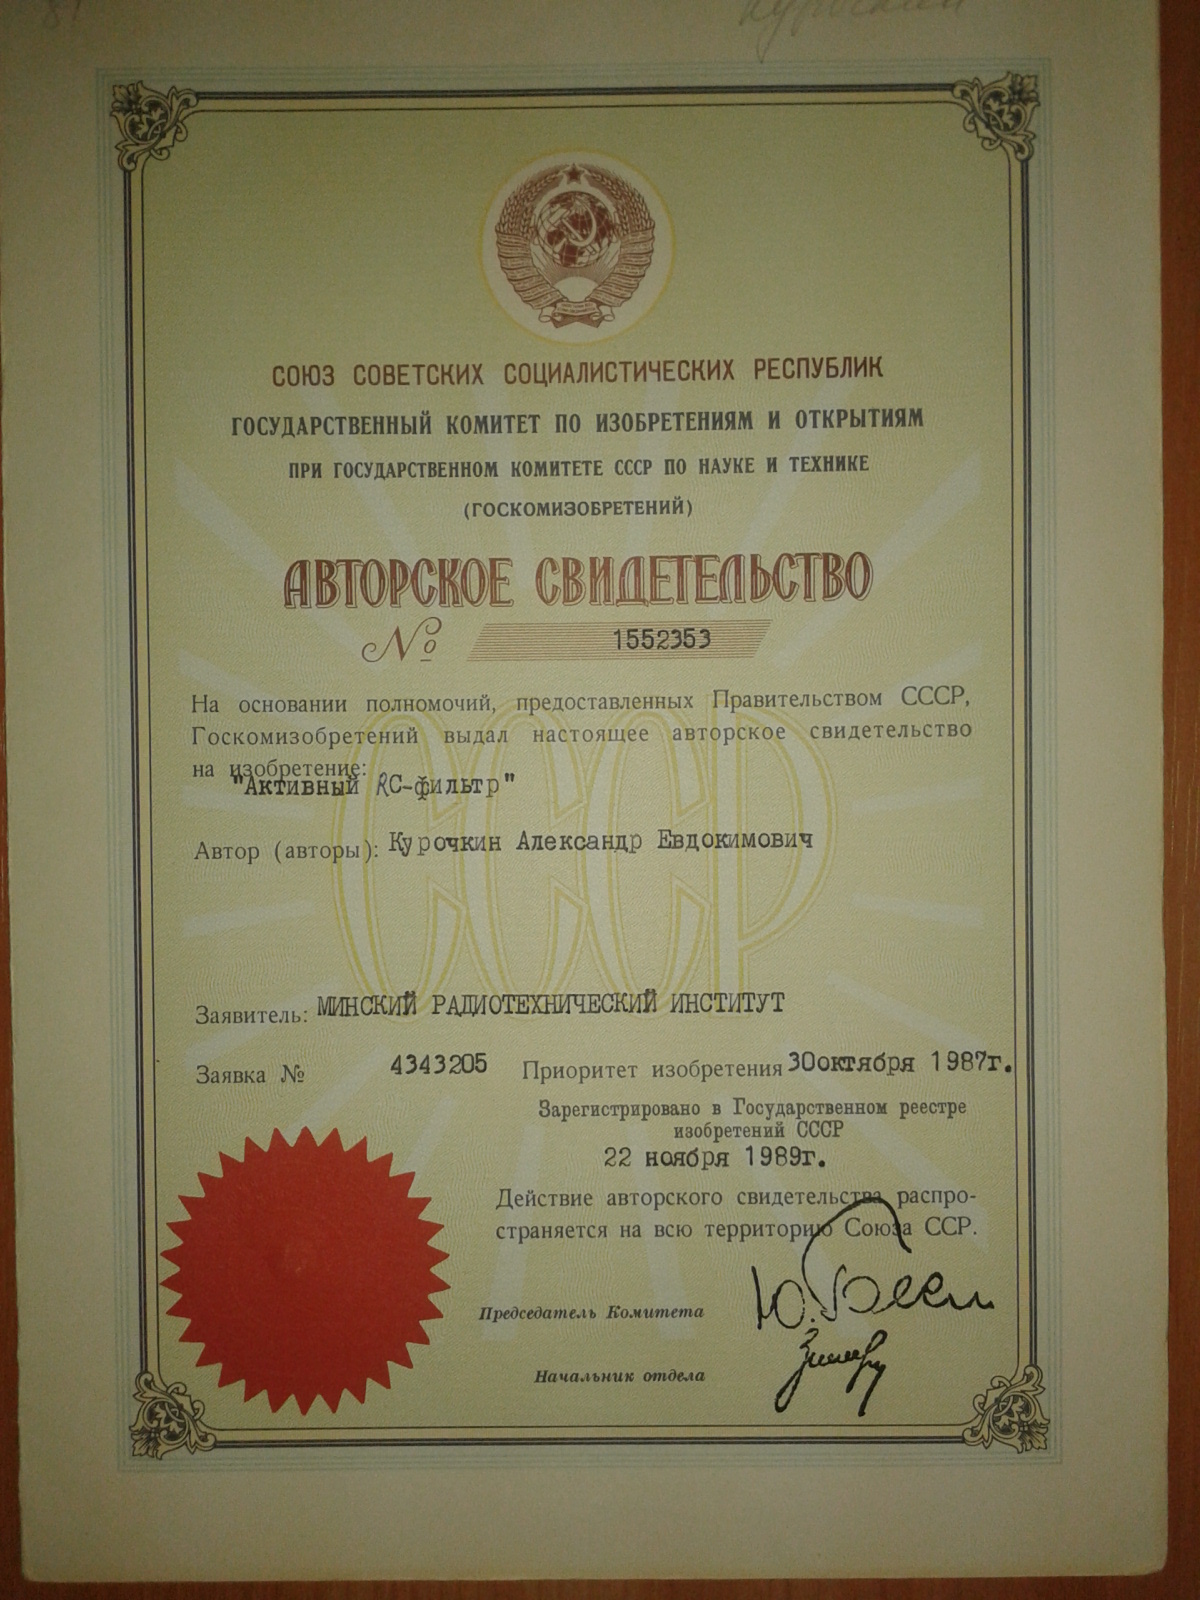 СОЮЗ СОВЕТСКИХ СОЦИАЛИСТИЧЕСКИХ РЕСПУБЛИК
ГОСУДАРСТВЕННЫЙ КОМИТЕТ ПО ИЗОБРЕТЕНИЯМ И ОТКРЫТИЯМ
ПРИ ГОСУДАРСТВЕННОМ КОМИТЕТЕ СССР ПО НАУКЕ И ТЕХНИКЕ
(ГОСКОМИЗОБРЕТЕНИЙ)
АВТОРСКОЕ СВИДЕТЕЛЬСТВО
№ 1552353
СССР
На основании полномочий, предоставленных Правительством СССР,
Госкомизобретений выдал настоящее авторское свидетельство
на изобретение:
"Активный RC-фильтр"
Автор (авторы): Курочкин Александр Евдокимович
Заявитель: МИНСКИЙ РАДИОТЕХНИЧЕСКИЙ ИНСТИТУТ
Заявка № 4343205 Приоритет изобретения 30октября 1987г.
Зарегистрировано в Государственном реестре
изобретений СССР
22 ноября 1989г.
Действие авторского свидетельства распро-
страняется на всю территорию Союза ССР.
Председатель Комитета
Начальник отдела